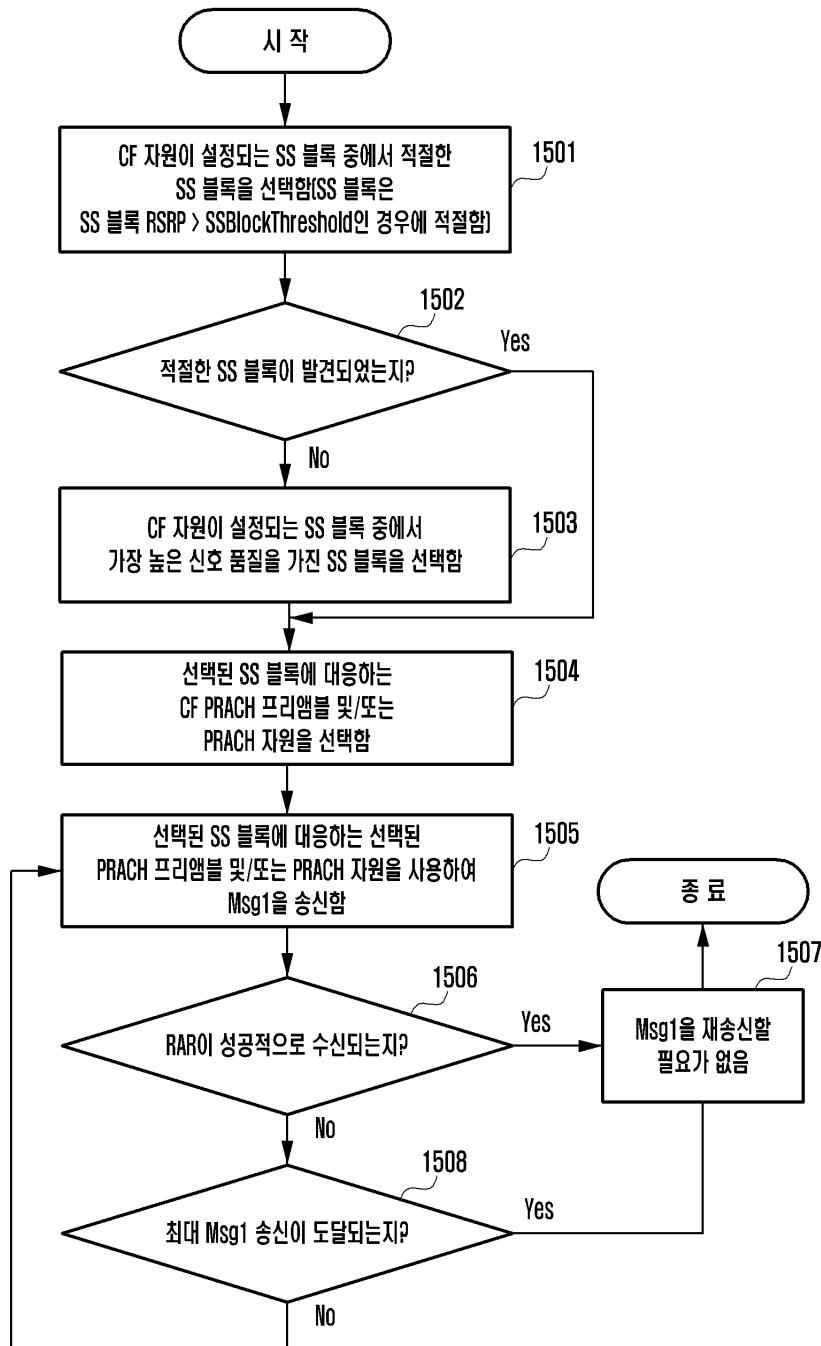 시 작
CF 자원이 설정되는 SS 블록 중에서 적절한
SS 블록을 선택함(SS 블록은
SS 블록 RSRP > SSBlockThreshold인 경우에 적절함)
1501
1502
적절한 SS 블록이 발견되었는지?
Yes
No
CF 자원이 설정되는 SS 블록 중에서
가장 높은 신호 품질을 가진 SS 블록을 선택함
1503
선택된 SS 블록에 대응하는
CF PRACH 프리앰블 및/또는
PRACH 자원을 선택함
1504
선택된 SS 블록에 대응하는 선택된
PRACH 프리앰블 및/또는 PRACH 자원을 사용하여
Msg1을 송신함
1505
종 료
1506
RAR이 성공적으로 수신되는지?
Yes
No
1507
Msg1을 재송신할
필요가 없음
1508
최대 Msg1 송신이 도달되는지?
Yes
No